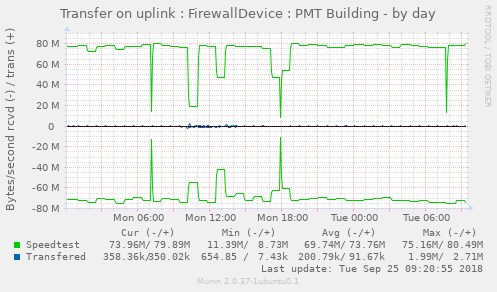 Transfer on uplink : FirewallDevice : PMT Building - by day
RRDTOOL / TOBI OETIKER
Bytes/second rcvd (-) / trans (+)
80 M
60 M
40 M
20 M
0
-20 M
-40 M
-60 M
-80 M
Mon 06:00 Mon 12:00 Mon 18:00 Tue 00:00 Tue 06:00
Cur (-/+) Min (-/+) Avg (-/+) Max (-/+)
Speedtest 73.96M/ 79.89M 11.39M/ 8.73M 69.74M/ 73.76M 75.16M/ 80.49M
Transfered 358.36k/350.02k 654.85 / 7.43k 200.79k/ 91.67k 1.99M/ 2.71M
Last update: Tue Sep 25 09:20:55 2018
Munin 2.0.37-1ubuntu0.1